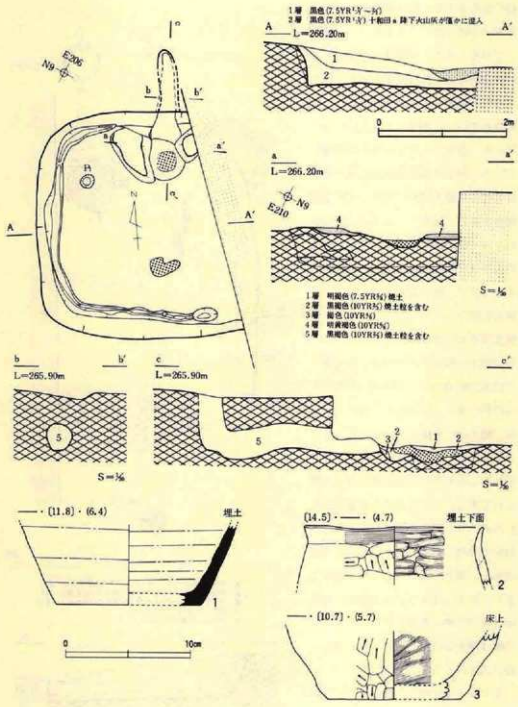 1層 黒色(7.5YR
2層 黒色(7.5YR 十和田a 降下火山灰が僅かに混入
A L=266.20m A'
1
2
0 2m
E206
N9
c
b b'
a a'
P1
N
c'
A A'
a a'
L=266.20m
E210
N9
4 4
S=1/60
1層 明褐色(7.5YR 焼土
2層 黒褐色(10YR 焼土粒を含む
3層 褐色(10YR
4層 暗黄褐色(10YR
5層 黒褐色(10YR 焼土粒を含む
b b'
L=265.90m
5
S=1/30
c c'
L=265.90m
5
3 2 1 2
S=1/30
― · [11.8] · (6.4) 埋土
1
0 10cm
[14.5] · ― · (4.7) 埋土下面
2
― · [10.7] · (5.7) 床上
3